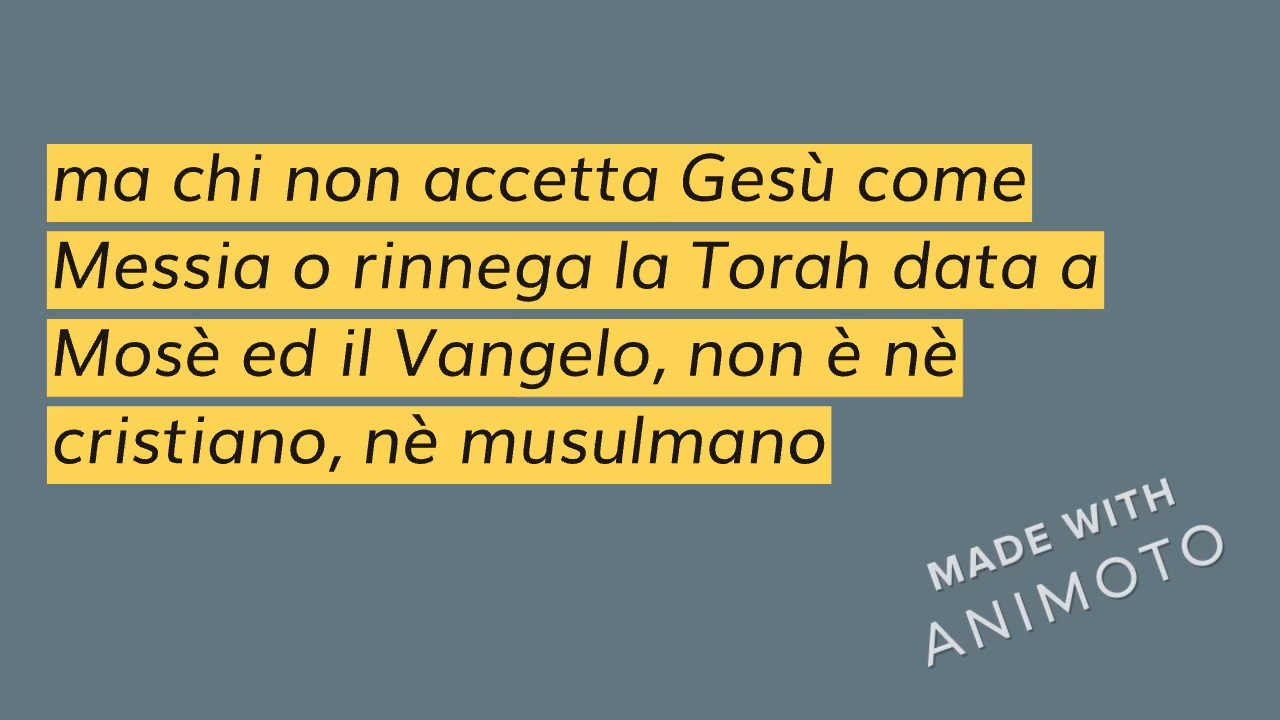 ma chi non accetta Gesù come
Messia o rinnega la Torah data a
Mosè ed il Vangelo, non è nè
cristiano, nè musulmano
MADE WITH
ANIMOTO